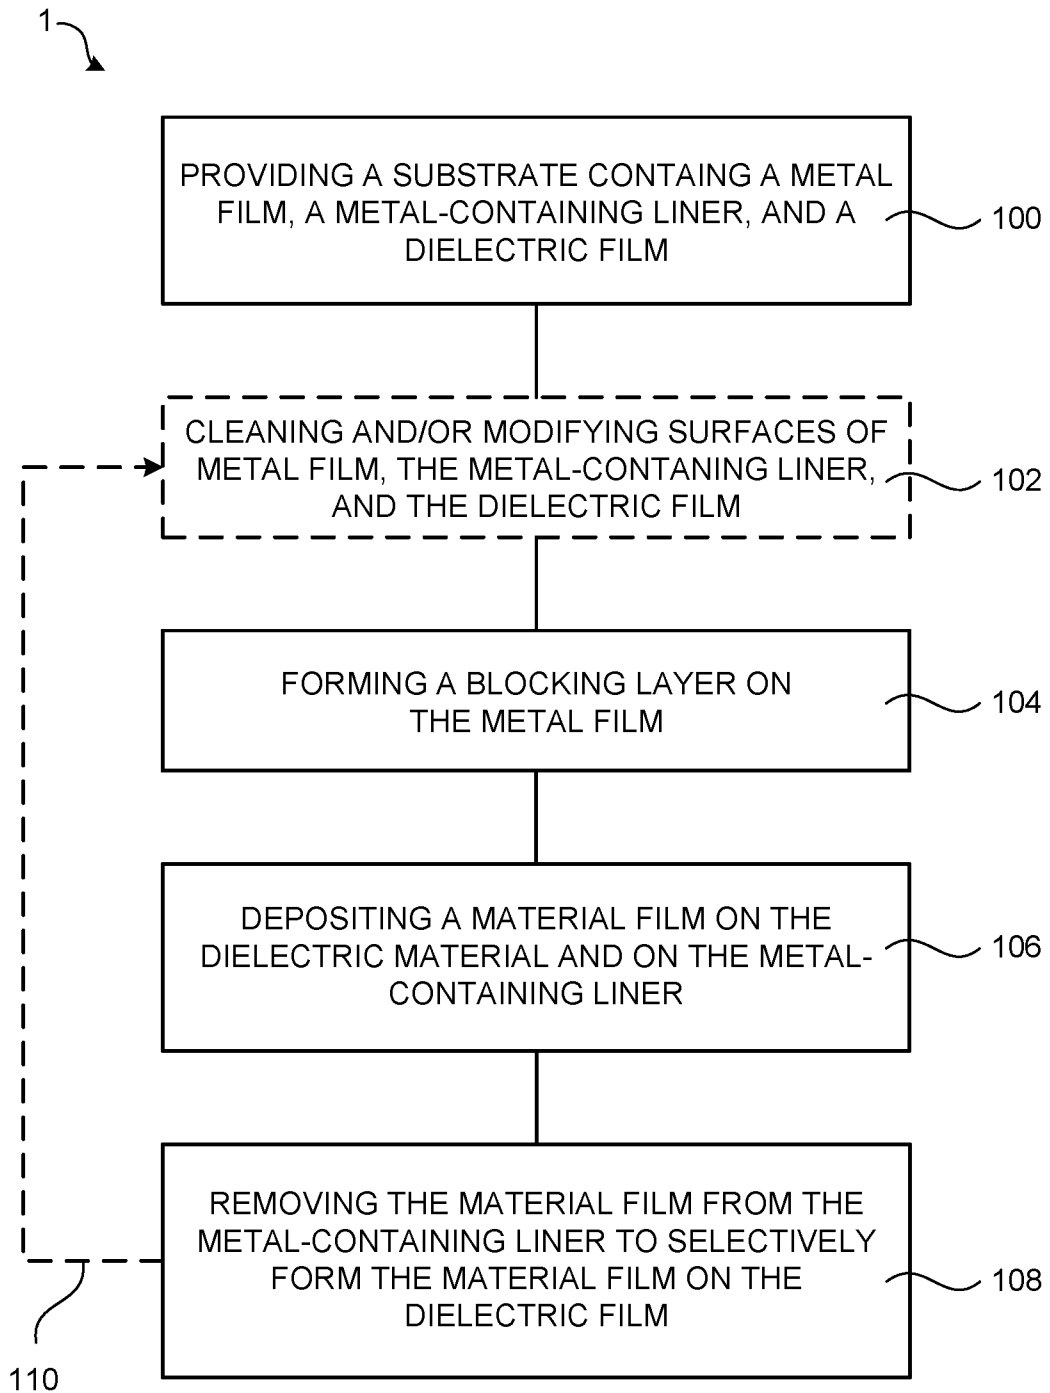 1
PROVIDING A SUBSTRATE CONTAING A METAL
FILM, A METAL-CONTAINING LINER, AND A
DIELECTRIC FILM
100
CLEANING AND/OR MODIFYING SURFACES OF
METAL FILM, THE METAL-CONTANING LINER,
AND THE DIELECTRIC FILM
102
FORMING A BLOCKING LAYER ON
THE METAL FILM
104
DEPOSITING A MATERIAL FILM ON THE
DIELECTRIC MATERIAL AND ON THE METAL-
CONTAINING LINER
106
REMOVING THE MATERIAL FILM FROM THE
METAL-CONTAINING LINER TO SELECTIVELY
FORM THE MATERIAL FILM ON THE
DIELECTRIC FILM
108
110